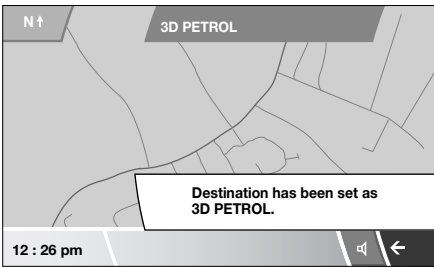 N↑
3D PETROL
Destination has been set as
3D PETROL.
12 : 26 pm